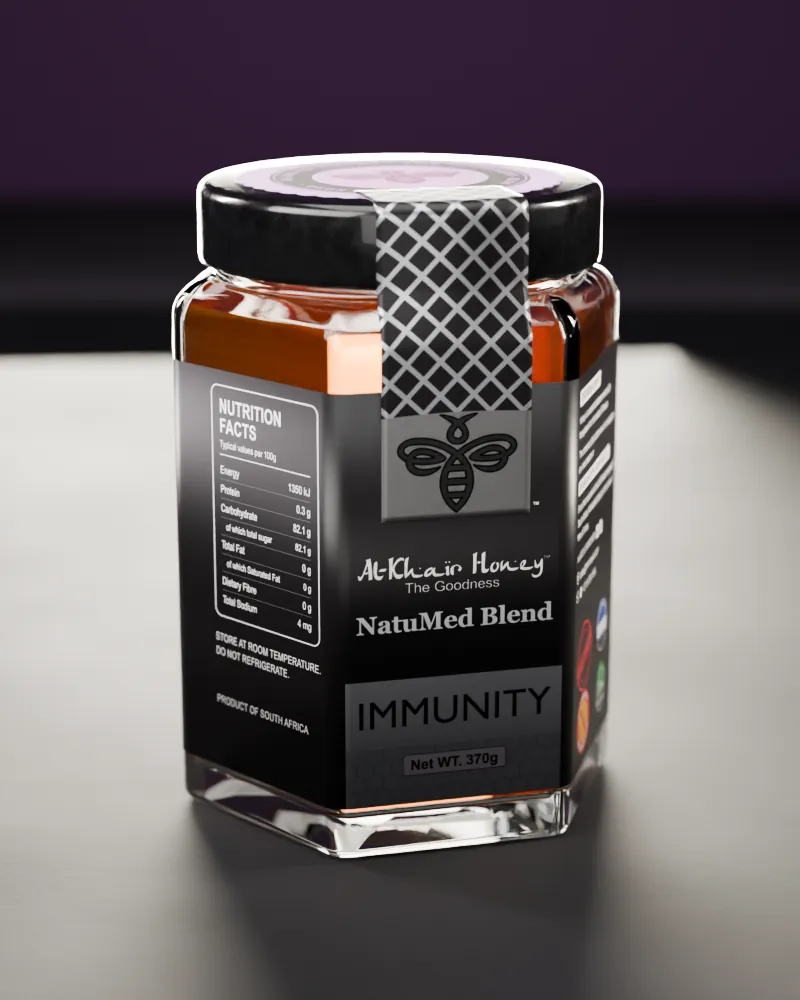 NUTRITION
FACTS
Typical values per 100g
Energy 1350 kJ
Protein 0.3 g
Carbohydrate 82.1 g
of which total sugar 82.1 g
Total Fat 0 g
of which Saturated Fat 0 g
Dietary Fibre 0 g
Total Sodium 4 mg
STORE AT ROOM TEMPERATURE.
DO NOT REFRIGERATE.
PRODUCT OF SOUTH AFRICA
™
Al-Khair Honey™
The Goodness
NatuMed Blend
IMMUNITY
Net WT. 370g